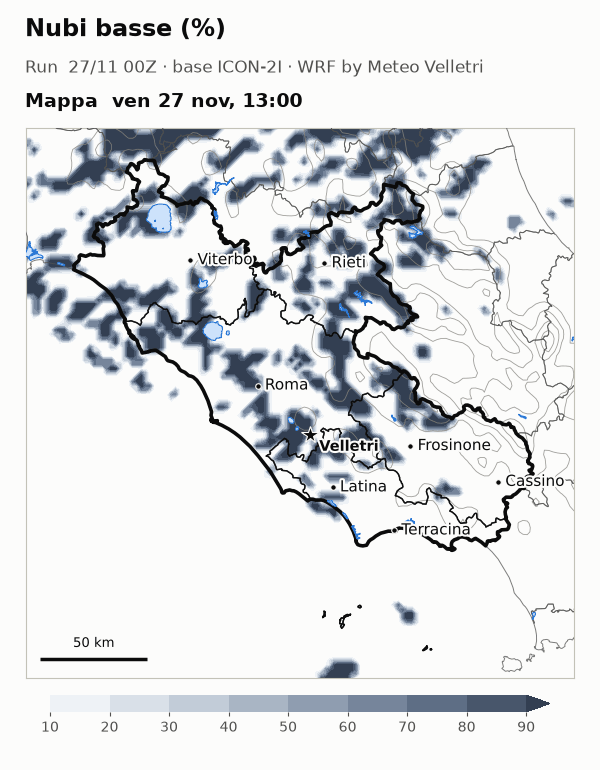 Nubi basse (%)
Run  27/11 00Z · base ICON-2I · WRF by Meteo Velletri
Mappa  ven 27 nov, 13:00
Viterbo
Rieti
Roma
Velletri
Frosinone
Latina
Cassino
Terracina
50 km
10 20 30 40 50 60 70 80 90